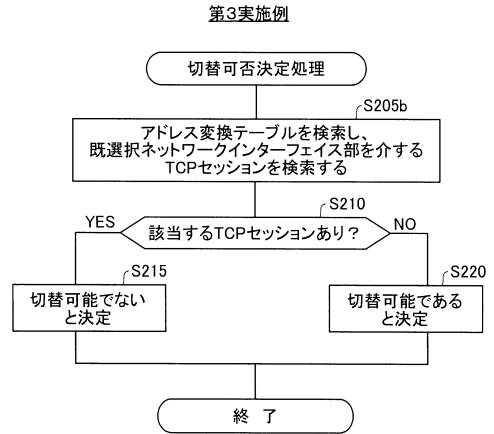 第3実施例
切替可否決定処理
S205b
アドレス変換テーブルを検索し、
既選択ネットワークインターフェイス部を介する
TCPセッションを検索する
S210
YES
該当するTCPセッションあり？
NO
S215
切替可能でない
と決定
S220
切替可能である
と決定
終 了